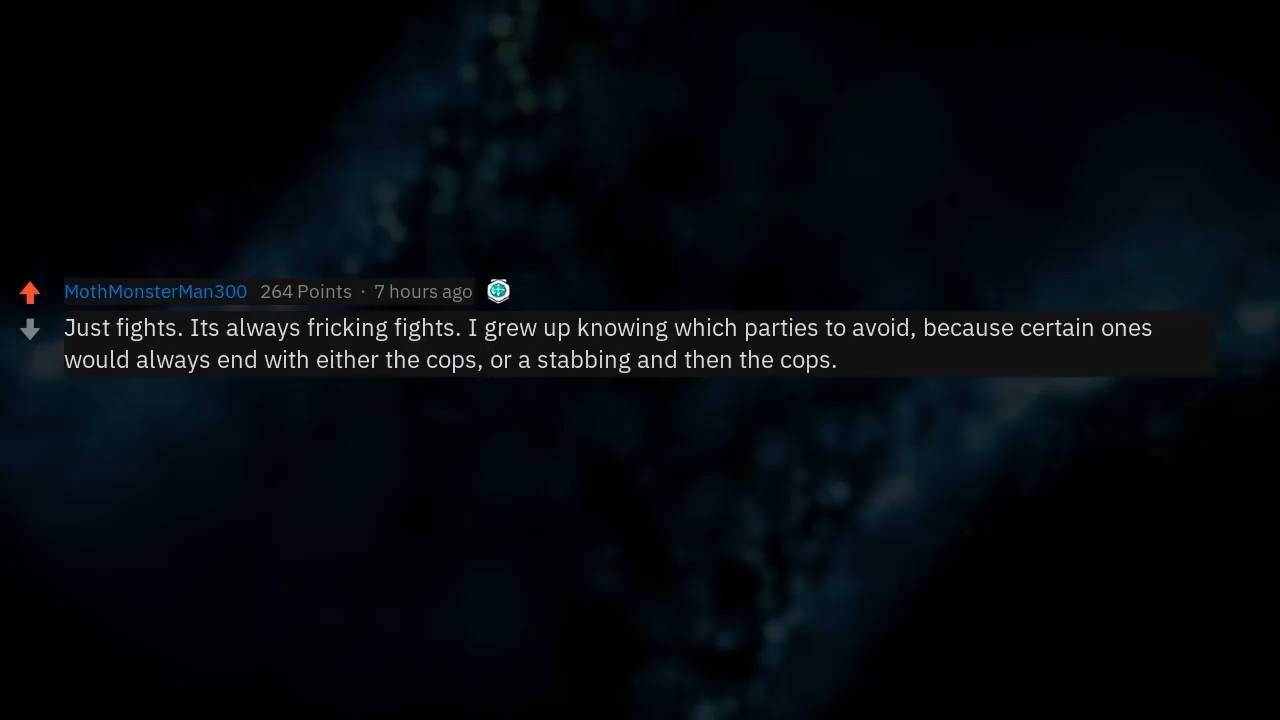 MothMonsterMan300 264 Points · 7 hours ago
Just fights. Its always fricking fights. I grew up knowing which parties to avoid, because certain ones
would always end with either the cops, or a stabbing and then the cops.